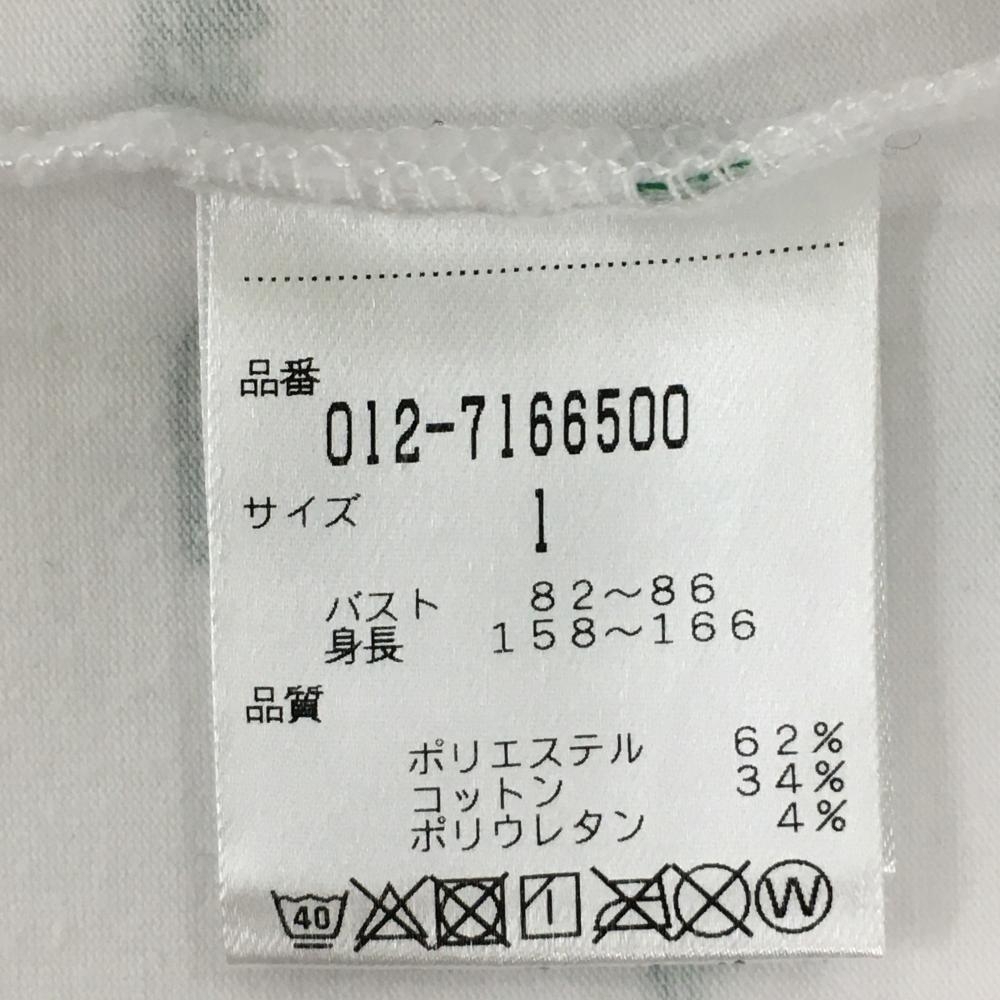 品番
012-7166500
サイズ 1
バスト 82～86
身長 158～166
品質
ポリエステル 62%
コットン 34%
ポリウレタン 4%
40 W